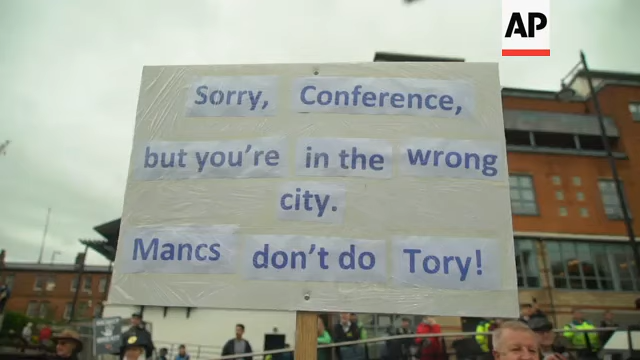 AP
Sorry, Conference,
but you're in the wrong
city.
Mancs don't do Tory!